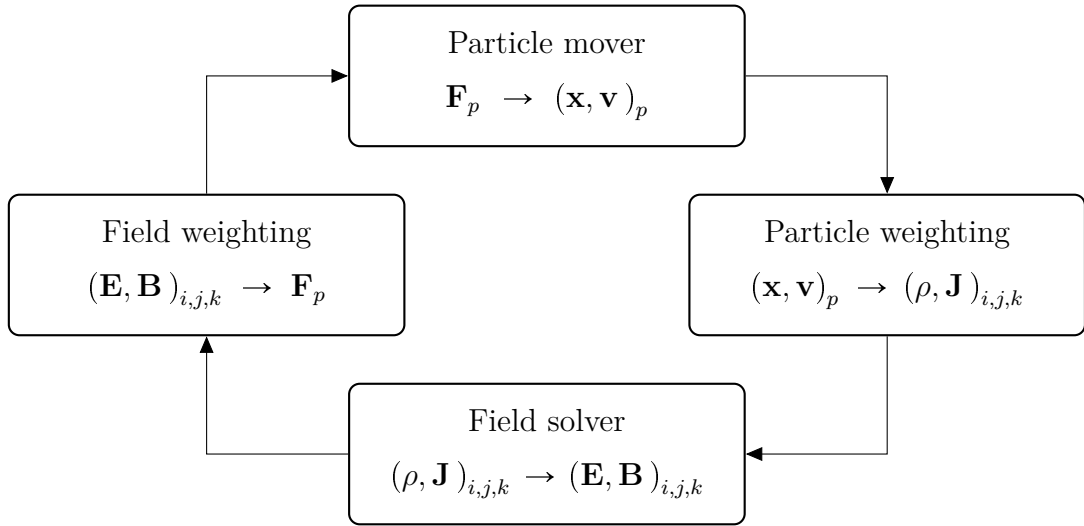 Particle mover
F_p → (x, v)_p
Field weighting
(E, B)_{i,j,k} → F_p
Particle weighting
(x, v)_p → (ρ, J)_{i,j,k}
Field solver
(ρ, J)_{i,j,k} → (E, B)_{i,j,k}